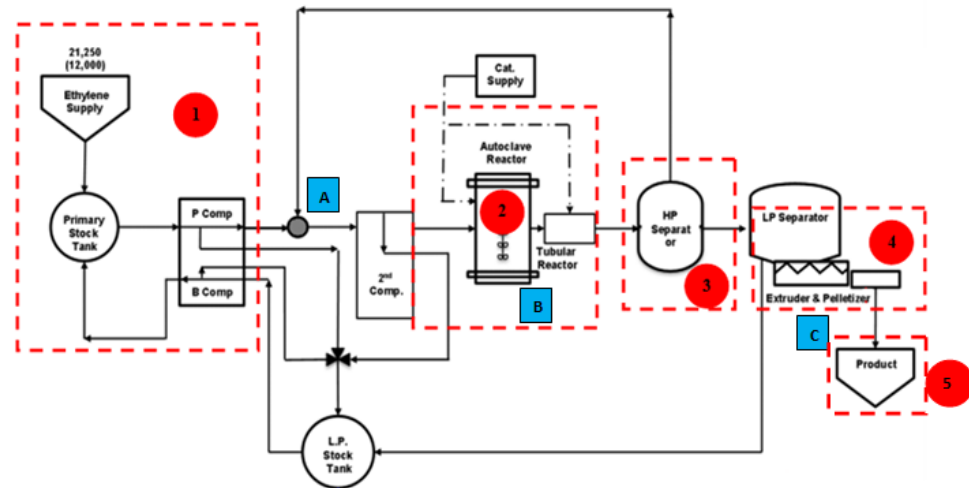 21,250
(12,000)
Ethylene
Supply
1
Primary
Stock
Tank
P Comp
B Comp
A
2nd
Comp.
Cat.
Supply
Autoclave
Reactor
2
Tubular
Reactor
B
HP
Separat
or
3
LP Separator
4
Extruder & Pelletizer
C
Product
5
L.P.
Stock
Tank